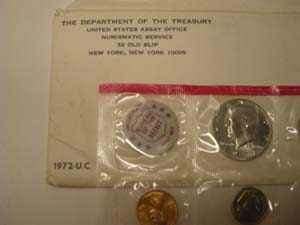 THE DEPARTMENT OF THE TREASURY
UNITED STATES ASSAY OFFICE
NUMISMATIC SERVICE
32 OLD SLIP
NEW YORK, NEW YORK 10005
MINT
1972-U.C.